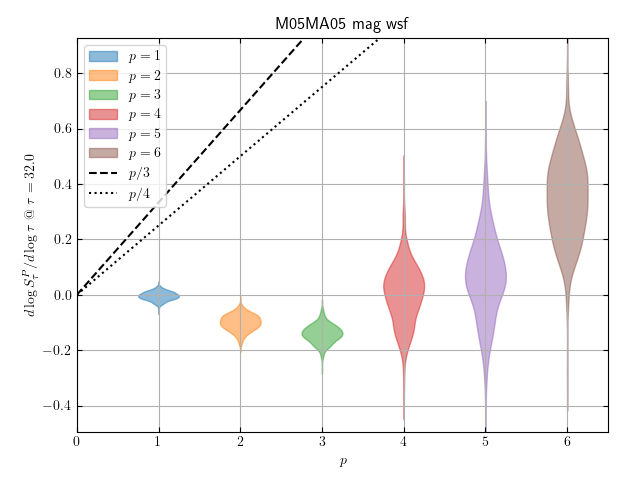 M05MA05 mag wsf
p = 1
p = 2
p = 3
p = 4
p = 5
p = 6
p/3
p/4
d log S_τ^P / d log τ @ τ = 32.0
0.8
0.6
0.4
0.2
0.0
−0.2
−0.4
0 1 2 3 4 5 6
p